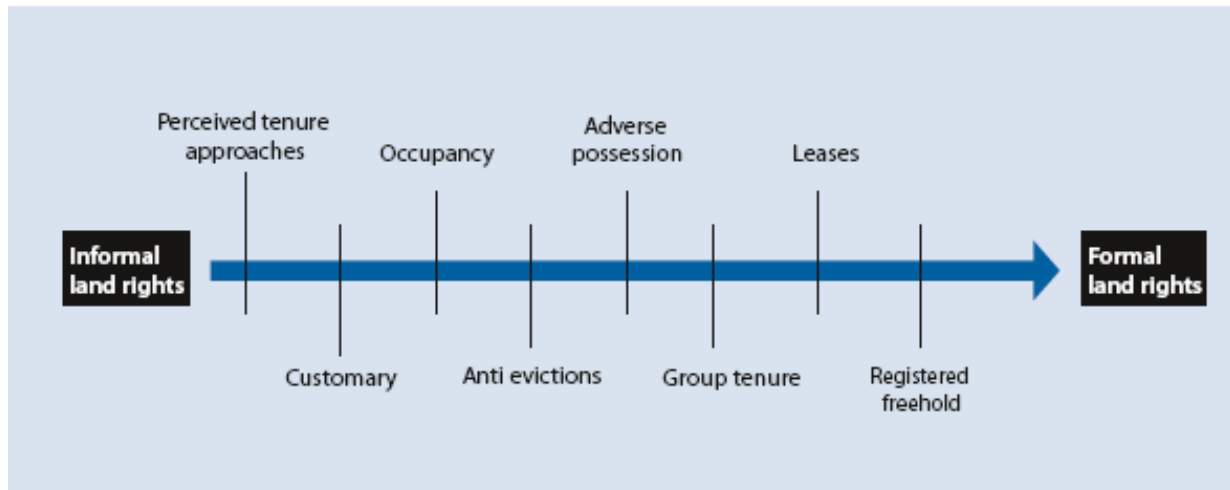 Perceived tenure
approaches
Occupancy
Adverse
possession
Leases
Informal
land rights
Formal
land rights
Customary
Anti evictions
Group tenure
Registered
freehold